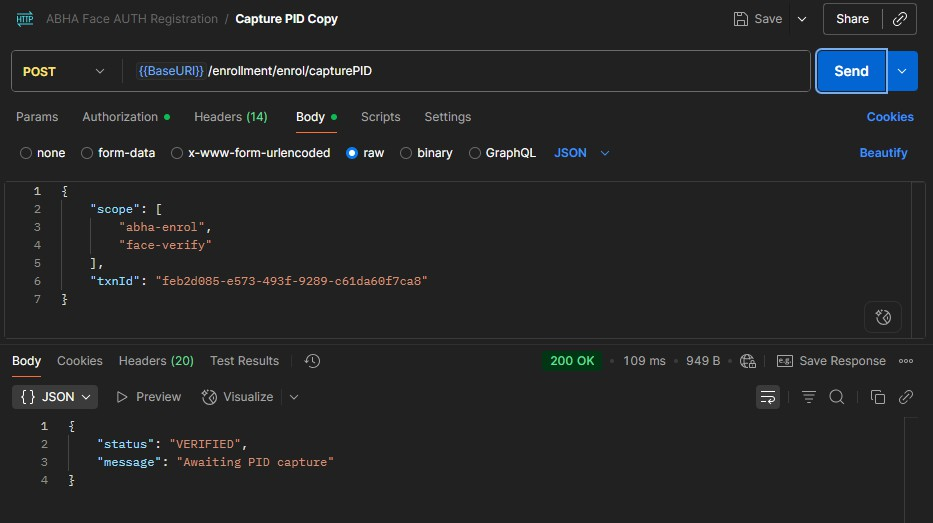 HTTP ABHA Face AUTH Registration / Capture PID Copy Save Share
POST {{BaseURI}} /enrollment/enrol/capturePID Send
Params Authorization Headers (14) Body Scripts Settings Cookies
none form-data x-www-form-urlencoded raw binary GraphQL JSON Beautify
1 {
2 "scope": [
3 "abha-enrol",
4 "face-verify"
5 ],
6 "txnId": "feb2d085-e573-493f-9289-c61da60f7ca8"
7 }
Body Cookies Headers (20) Test Results 200 OK • 109 ms • 949 B e.g. Save Response
{} JSON Preview Visualize
1 {
2 "status": "VERIFIED",
3 "message": "Awaiting PID capture"
4 }